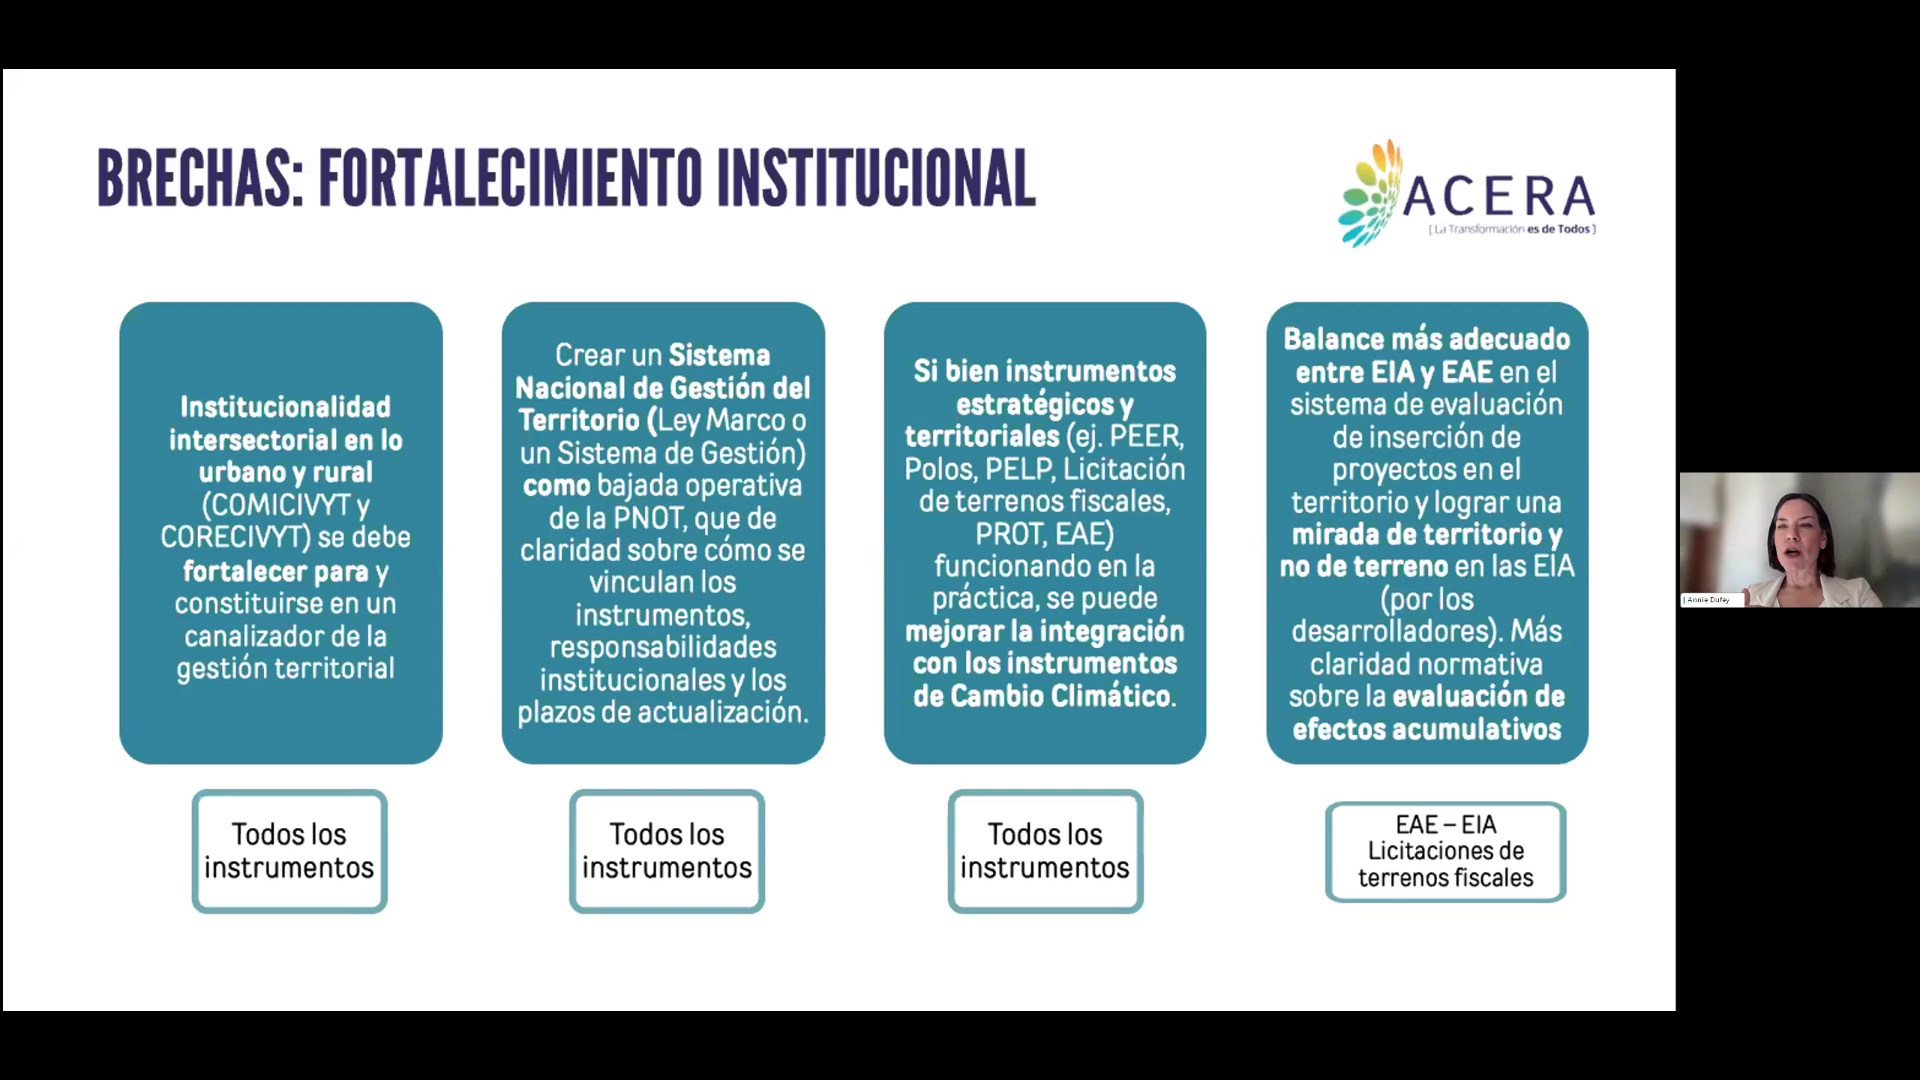 BRECHAS: FORTALECIMIENTO INSTITUCIONAL
ACERA
[ La Transformación es de Todos ]
Institucionalidad
intersectorial en lo
urbano y rural
(COMICIVYT y
CORECIVYT) se debe
fortalecer para y
constituirse en un
canalizador de la
gestión territorial
Todos los
instrumentos
Crear un Sistema
Nacional de Gestión del
Territorio (Ley Marco o
un Sistema de Gestión)
como bajada operativa
de la PNOT, que de
claridad sobre cómo se
vinculan los
instrumentos,
responsabilidades
institucionales y los
plazos de actualización.
Todos los
instrumentos
Si bien instrumentos
estratégicos y
territoriales (ej. PEER,
Polos, PELP, Licitación
de terrenos fiscales,
PROT, EAE)
funcionando en la
práctica, se puede
mejorar la integración
con los instrumentos
de Cambio Climático.
Todos los
instrumentos
Balance más adecuado
entre EIA y EAE en el
sistema de evaluación
de inserción de
proyectos en el
territorio y lograr una
mirada de territorio y
no de terreno en las EIA
(por los
desarrolladores). Más
claridad normativa
sobre la evaluación de
efectos acumulativos
EAE – EIA
Licitaciones de
terrenos fiscales
Annie Dufey